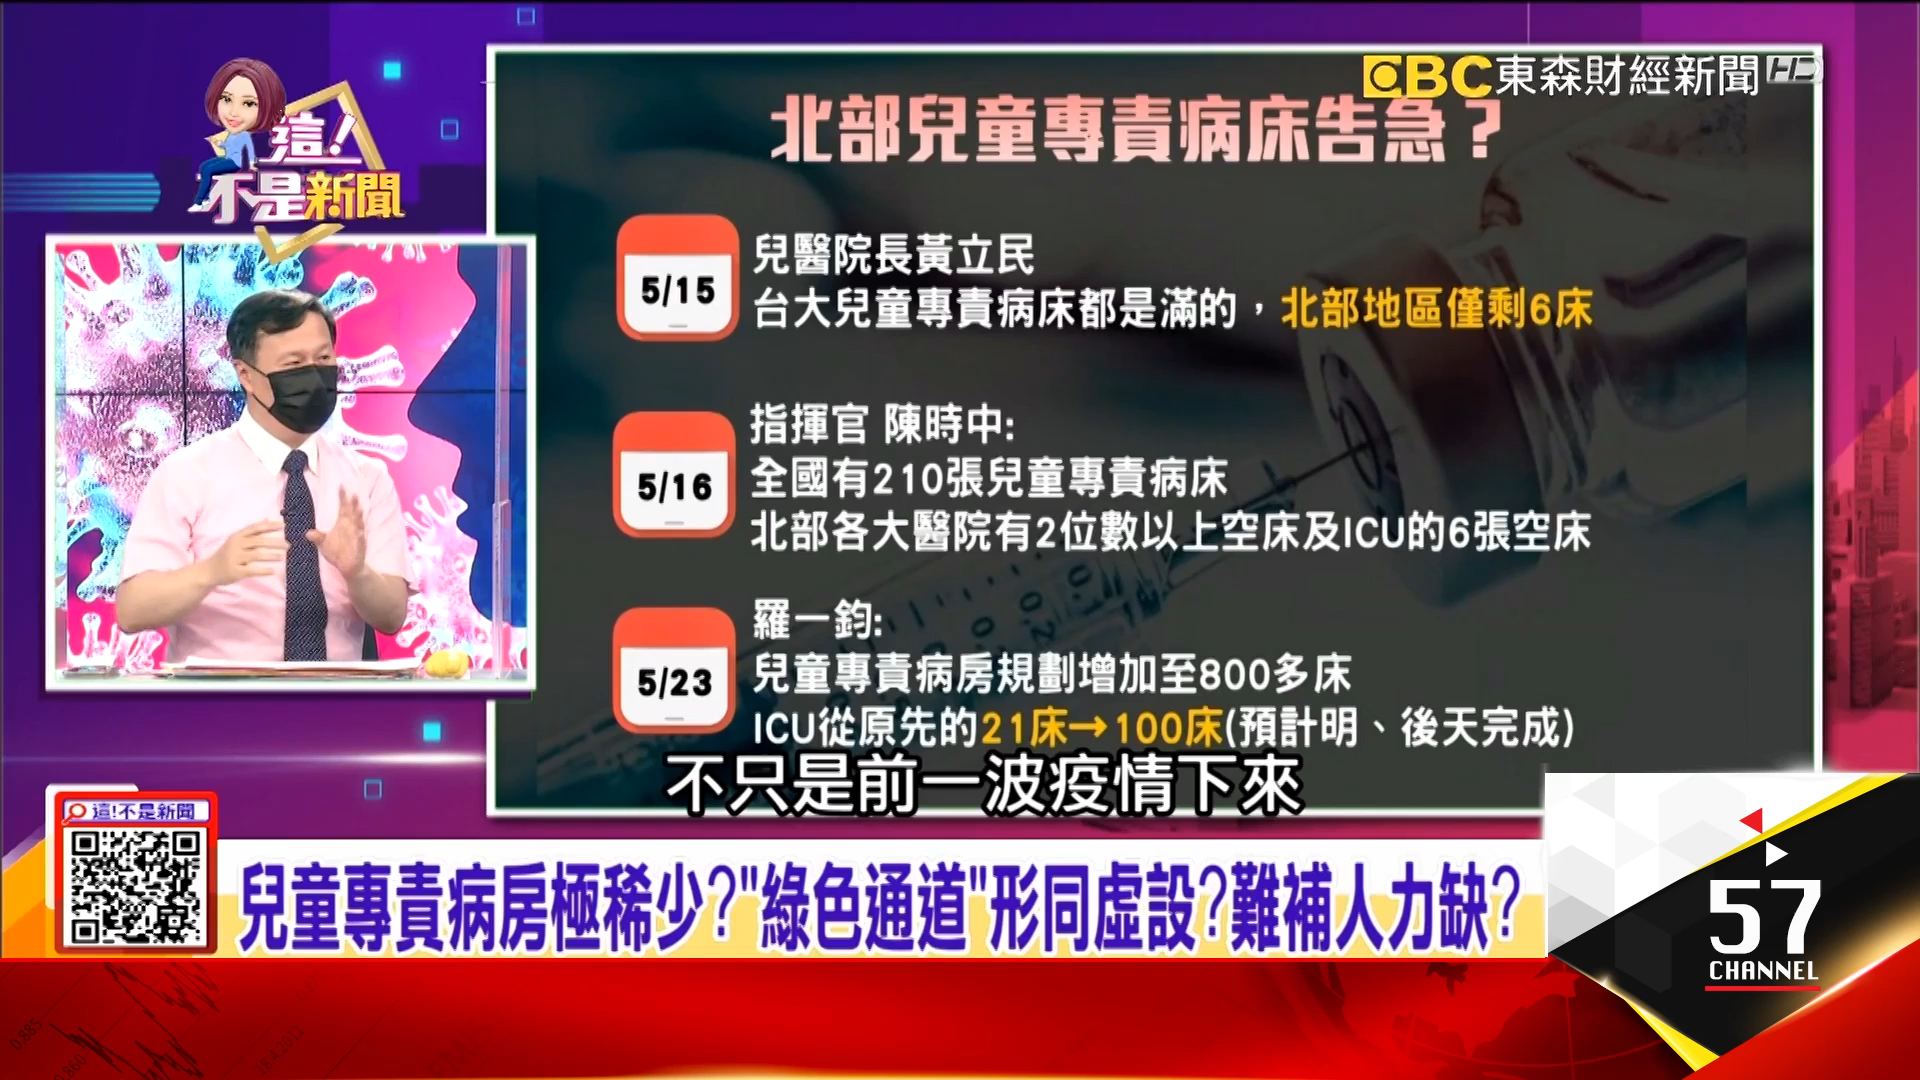 EBC東森財經新聞HD
這!
不是新聞
北部兒童專責病床告急？
5/15
兒醫院長黃立民
台大兒童專責病床都是滿的，北部地區僅剩6床
5/16
指揮官 陳時中:
全國有210張兒童專責病床
北部各大醫院有2位數以上空床及ICU的6張空床
5/23
羅一鈞:
兒童專責病房規劃增加至800多床
ICU從原先的21床→100床(預計明、後天完成)
不只是前一波疫情下來
這!不是新聞
兒童專責病房極稀少?"綠色通道"形同虛設?難補人力缺?
57
CHANNEL